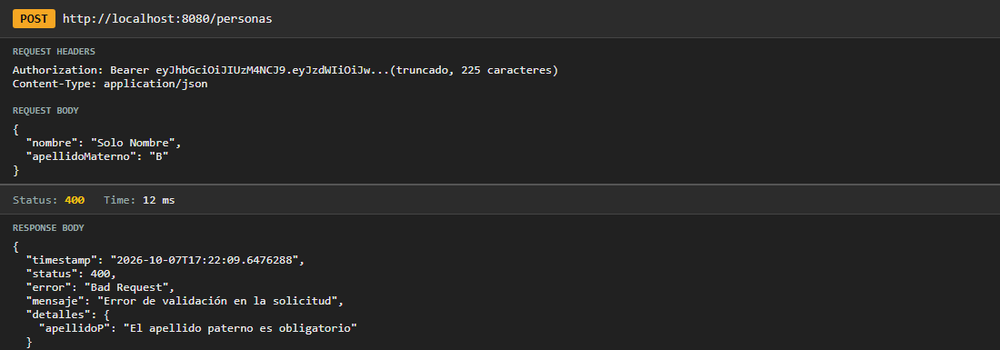 POST http://localhost:8080/personas
REQUEST HEADERS
Authorization: Bearer eyJhbGciOiJIUzM4NCJ9.eyJzdWIiOiJw...(truncado, 225 caracteres)
Content-Type: application/json
REQUEST BODY
{
  "nombre": "Solo Nombre",
  "apellidoMaterno": "B"
}
Status: 400 Time: 12 ms
RESPONSE BODY
{
  "timestamp": "2026-10-07T17:22:09.6476288",
  "status": 400,
  "error": "Bad Request",
  "mensaje": "Error de validación en la solicitud",
  "detalles": {
    "apellidoP": "El apellido paterno es obligatorio"
  }